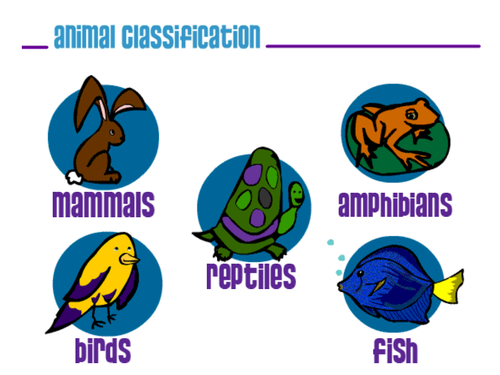 Animal Classification
mammals
amphibians
reptiles
birds
fish